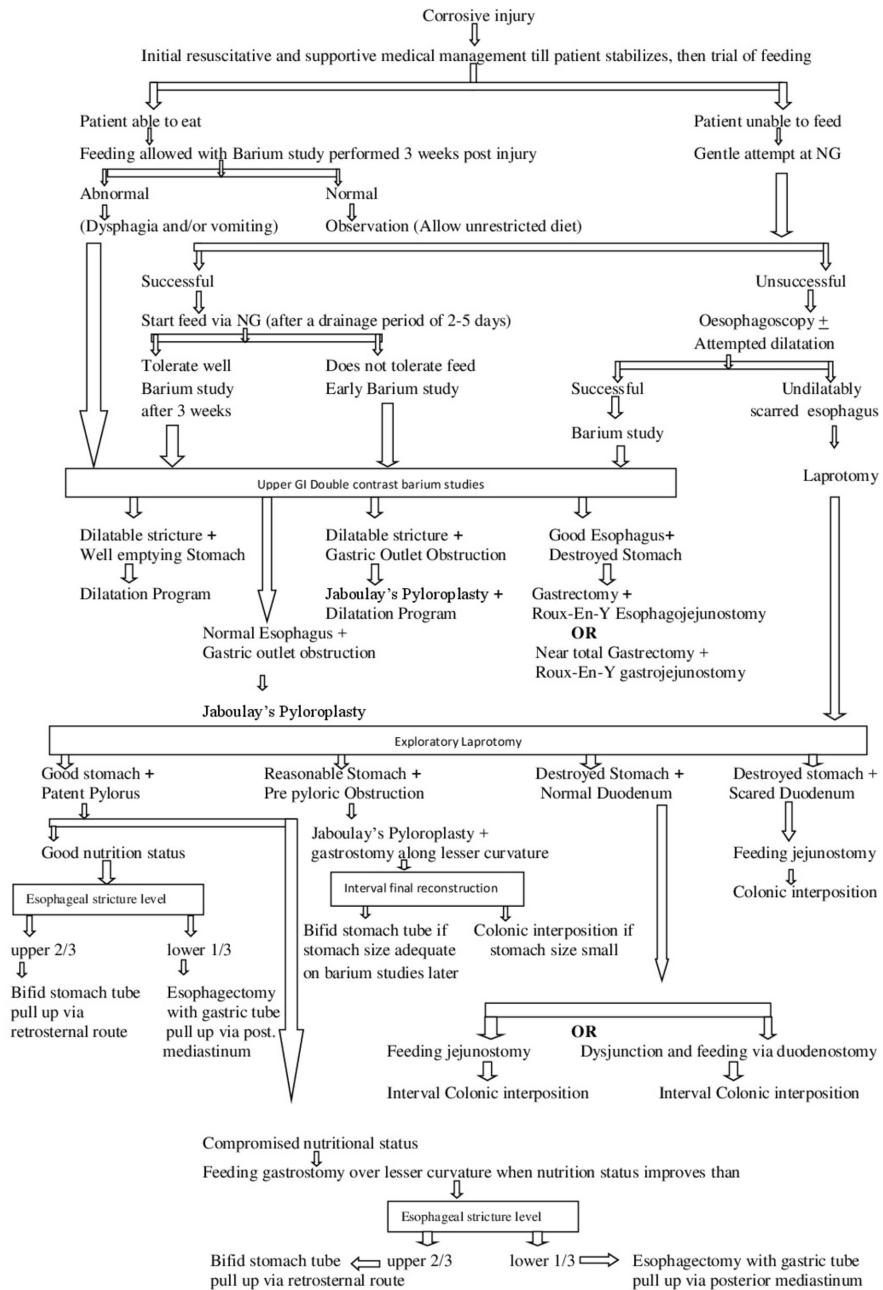 Corrosive injury
Initial resuscitative and supportive medical management till patient stabilizes, then trial of feeding
Patient able to eat
Patient unable to feed
Feeding allowed with Barium study performed 3 weeks post injury
Gentle attempt at NG
Abnormal
Normal
(Dysphagia and/or vomiting)
Observation (Allow unrestricted diet)
Successful
Unsuccessful
Start feed via NG (after a drainage period of 2-5 days)
Oesophagoscopy ±
Attempted dilatation
Tolerate well
Barium study
after 3 weeks
Does not tolerate feed
Early Barium study
Successful
Undilatably
scarred esophagus
Barium study
Laprotomy
Upper GI Double contrast barium studies
Dilatable stricture +
Well emptying Stomach
Dilatation Program
Dilatable stricture +
Gastric Outlet Obstruction
Jaboulay's Pyloroplasty +
Dilatation Program
Good Esophagus+
Destroyed Stomach
Gastrectomy +
Roux-En-Y Esophagojejunostomy
OR
Near total Gastrectomy +
Roux-En-Y gastrojejunostomy
Normal Esophagus +
Gastric outlet obstruction
Jaboulay's Pyloroplasty
Exploratory Laprotomy
Good stomach +
Patent Pylorus
Reasonable Stomach +
Pre pyloric Obstruction
Destroyed Stomach +
Normal Duodenum
Destroyed stomach +
Scared Duodenum
Good nutrition status
Jaboulay's Pyloroplasty +
gastrostomy along lesser curvature
Feeding jejunostomy
Colonic interposition
Esophageal stricture level
Interval final reconstruction
upper 2/3
lower 1/3
Bifid stomach tube if
stomach size adequate
on barium studies later
Colonic interposition if
stomach size small
Bifid stomach tube
pull up via
retrosternal route
Esophagectomy
with gastric tube
pull up via post.
mediastinum
OR
Feeding jejunostomy
Dysjunction and feeding via duodenostomy
Interval Colonic interposition
Interval Colonic interposition
Compromised nutritional status
Feeding gastrostomy over lesser curvature when nutrition status improves than
Esophageal stricture level
Bifid stomach tube
pull up via retrosternal route
upper 2/3
lower 1/3
Esophagectomy with gastric tube
pull up via posterior mediastinum